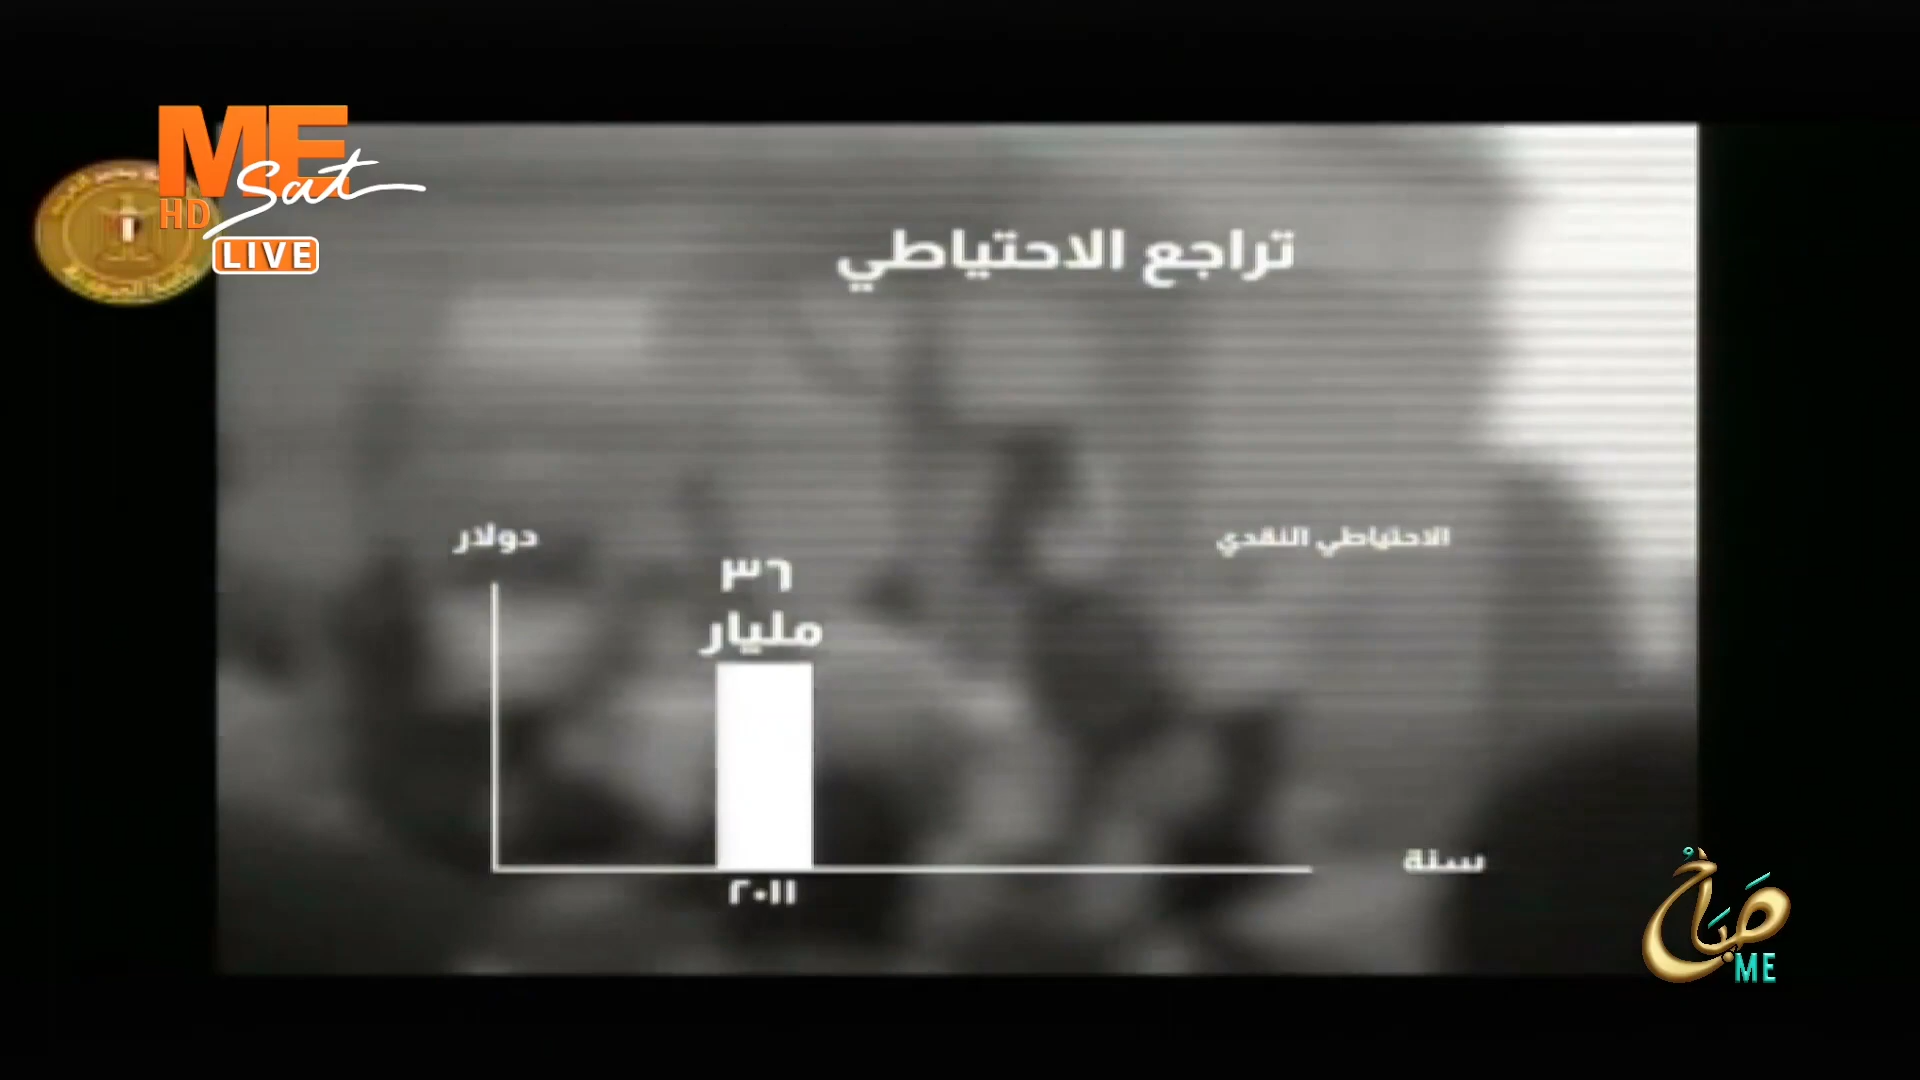 ME
Sat
HD
LIVE
تراجع الاحتياطي
دولار
الاحتياطي النقدي
٣٦
مليار
سنة
٢٠١١
صباح
ME